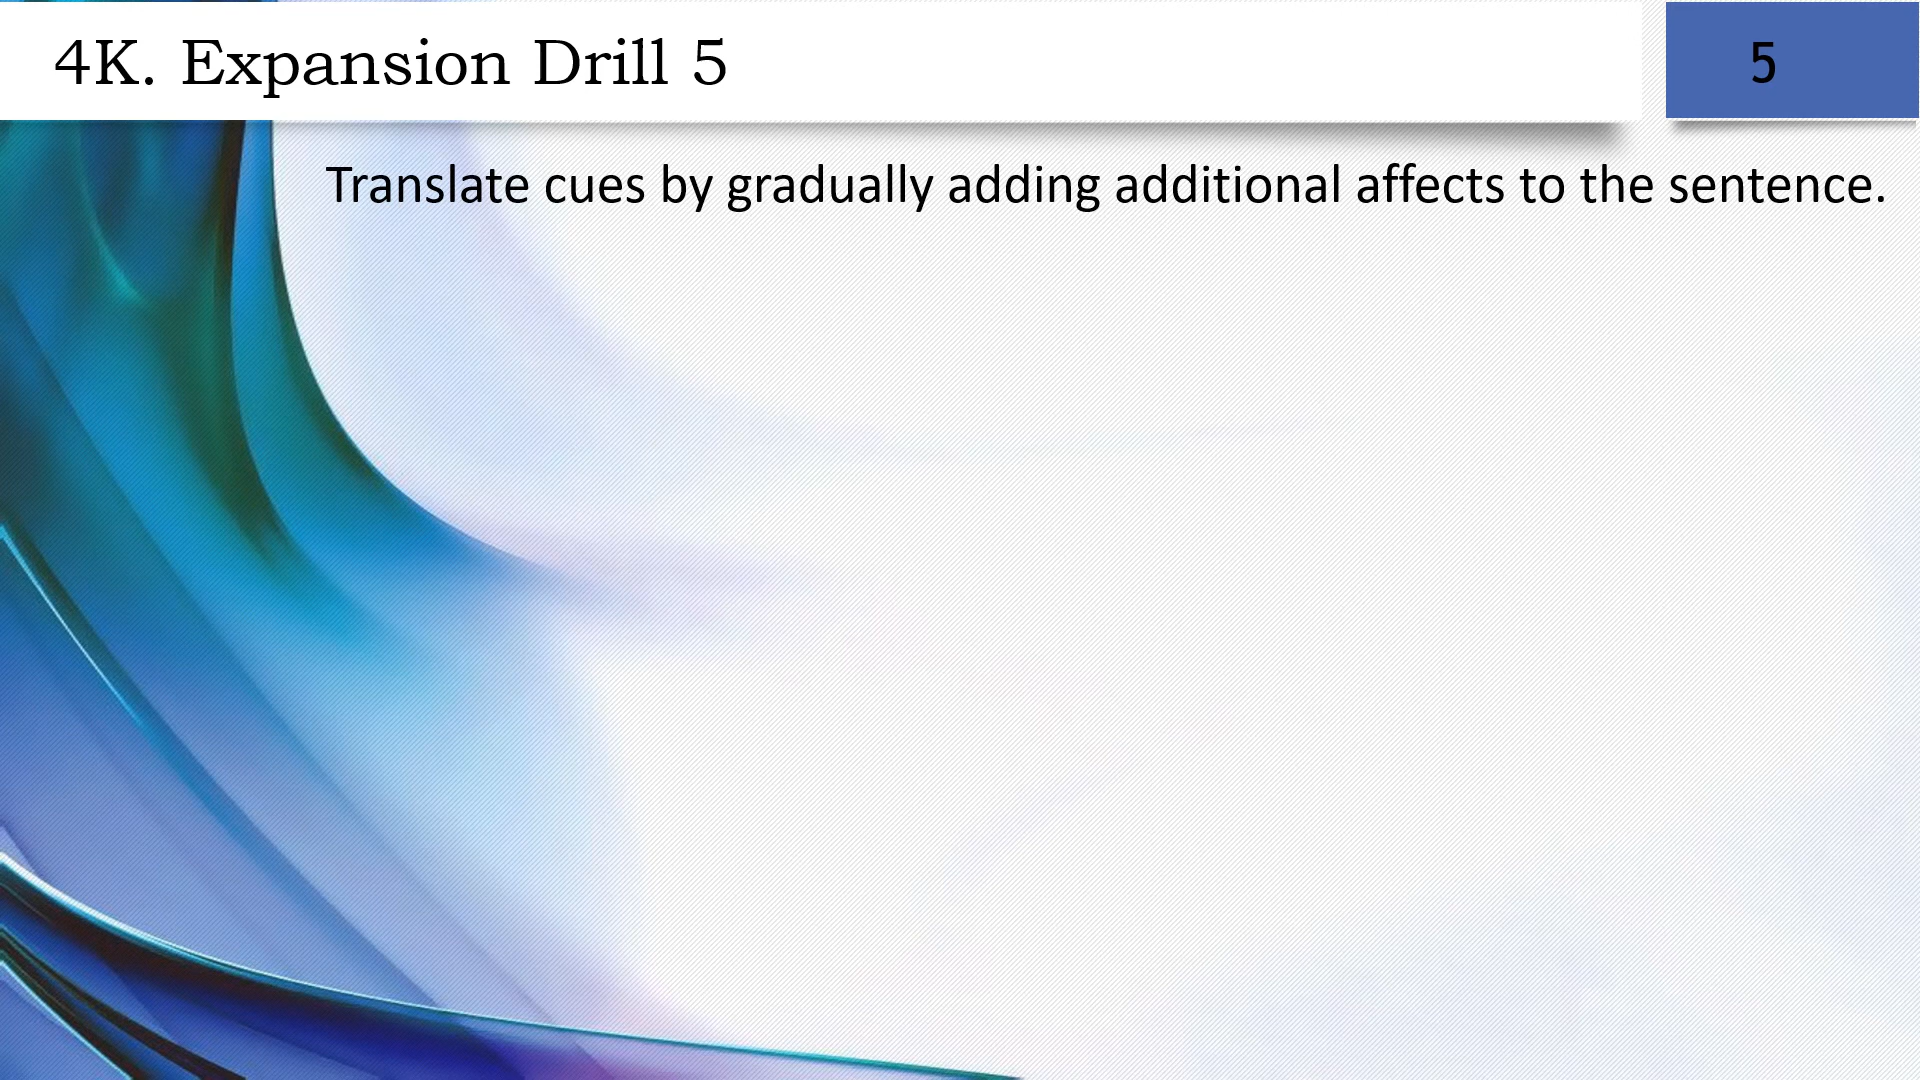 4K. Expansion Drill 5
5
Translate cues by gradually adding additional affects to the sentence.